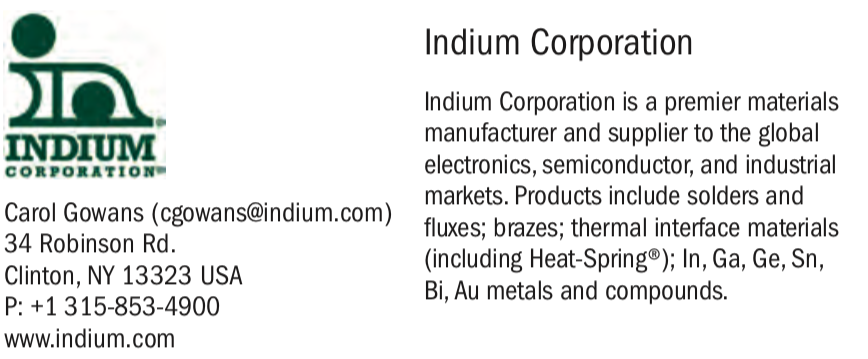 INDIUM
CORPORATION®
Carol Gowans (cgowans@indium.com)
34 Robinson Rd.
Clinton, NY 13323 USA
P: +1 315-853-4900
www.indium.com
Indium Corporation
Indium Corporation is a premier materials
manufacturer and supplier to the global
electronics, semiconductor, and industrial
markets. Products include solders and
fluxes; brazes; thermal interface materials
(including Heat-Spring®); In, Ga, Ge, Sn,
Bi, Au metals and compounds.